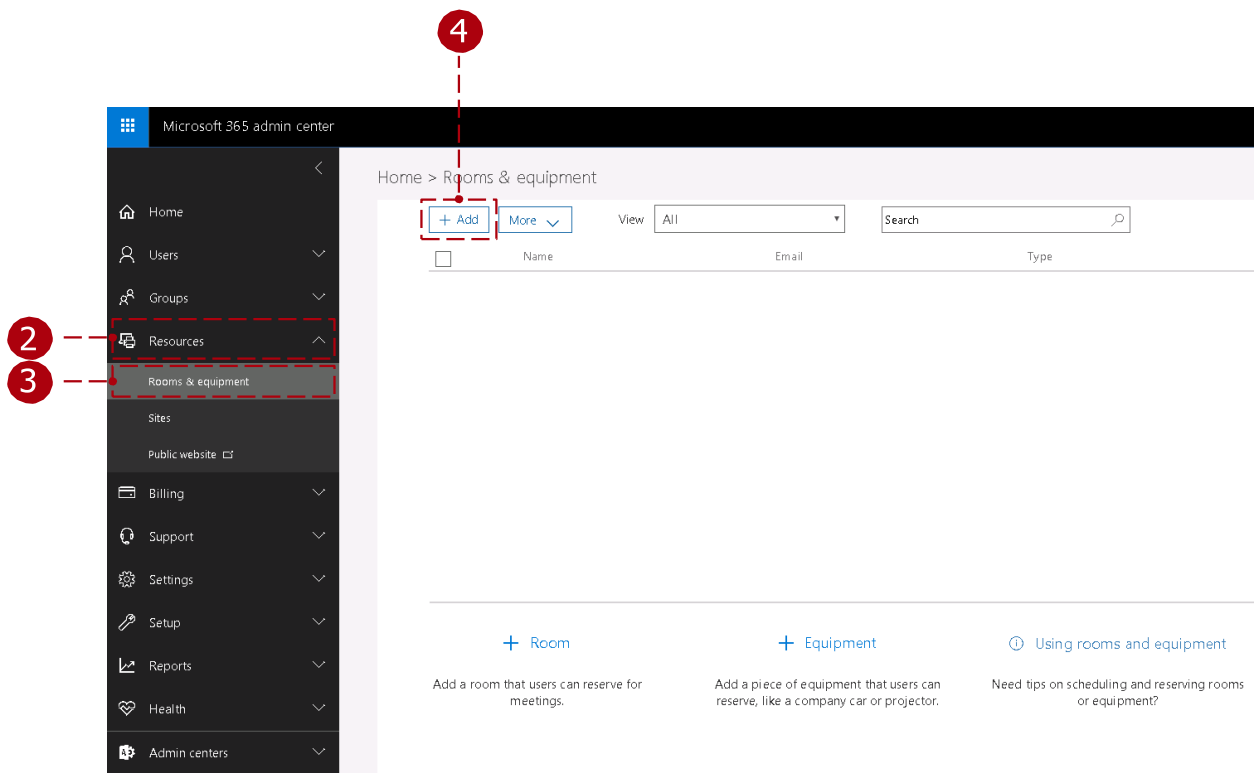 4
Microsoft 365 admin center
Home > Rooms & equipment
+ Add
More
View
All
Search
Name
Email
Type
Home
Users
Groups
2
Resources
3
Rooms & equipment
Sites
Public website
Billing
Support
Settings
Setup
Reports
Health
Admin centers
+ Room
Add a room that users can reserve for
meetings.
+ Equipment
Add a piece of equipment that users can
reserve, like a company car or projector.
Using rooms and equipment
Need tips on scheduling and reserving rooms
or equipment?